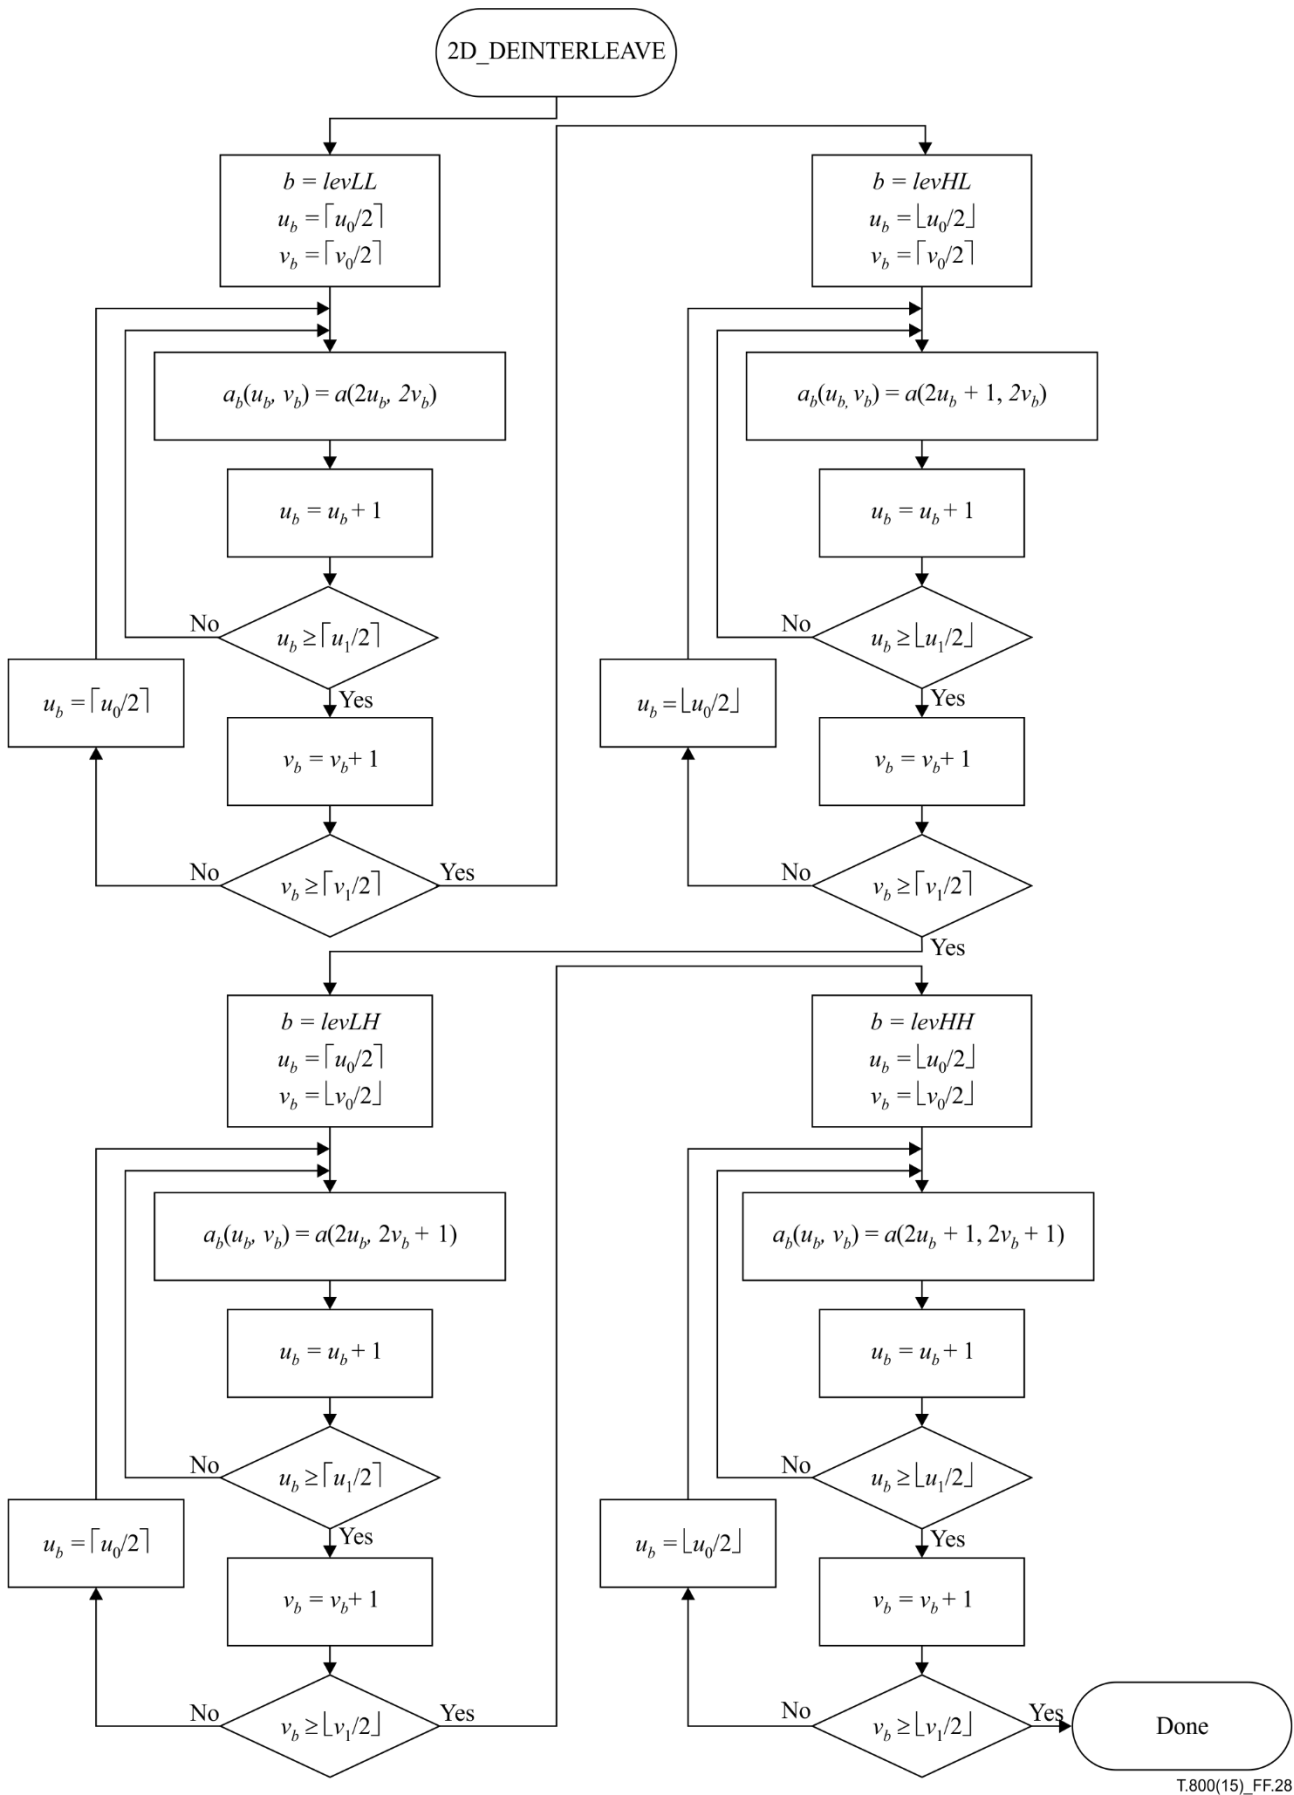 2D_DEINTERLEAVE
b = levLL
u_b = ⌈u_0/2⌉
v_b = ⌈v_0/2⌉
a_b(u_b, v_b) = a(2u_b, 2v_b)
u_b = u_b + 1
No
u_b ≥ ⌈u_1/2⌉
Yes
u_b = ⌈u_0/2⌉
v_b = v_b + 1
No
v_b ≥ ⌈v_1/2⌉
Yes
b = levHL
u_b = ⌊u_0/2⌋
v_b = ⌈v_0/2⌉
a_b(u_b, v_b) = a(2u_b + 1, 2v_b)
u_b = u_b + 1
No
u_b ≥ ⌊u_1/2⌋
Yes
u_b = ⌊u_0/2⌋
v_b = v_b + 1
No
v_b ≥ ⌈v_1/2⌉
Yes
b = levLH
u_b = ⌈u_0/2⌉
v_b = ⌊v_0/2⌋
a_b(u_b, v_b) = a(2u_b, 2v_b + 1)
u_b = u_b + 1
No
u_b ≥ ⌈u_1/2⌉
Yes
u_b = ⌈u_0/2⌉
v_b = v_b + 1
No
v_b ≥ ⌊v_1/2⌋
Yes
b = levHH
u_b = ⌊u_0/2⌋
v_b = ⌊v_0/2⌋
a_b(u_b, v_b) = a(2u_b + 1, 2v_b + 1)
u_b = u_b + 1
No
u_b ≥ ⌊u_1/2⌋
Yes
u_b = ⌊u_0/2⌋
v_b = v_b + 1
No
v_b ≥ ⌊v_1/2⌋
Yes
Done
T.800(15)_FF.28